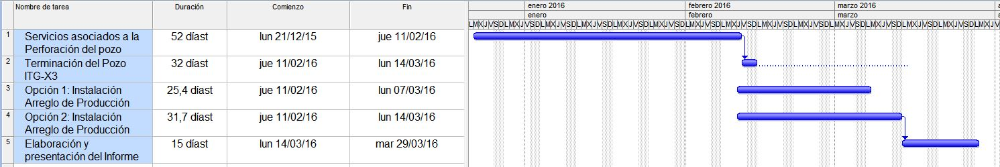 Nombre de tarea Duración Comienzo Fin
enero 2016 febrero 2016 marzo 2016 a
enero febrero marzo a
1 Servicios asociados a la 52 díast lun 21/12/15 jue 11/02/16
Perforación del pozo
2 Terminación del Pozo 32 díast jue 11/02/16 lun 14/03/16
ITG-X3
3 Opción 1: Instalación 25,4 díast jue 11/02/16 lun 07/03/16
Arreglo de Producción
4 Opción 2: Instalación 31,7 díast jue 11/02/16 lun 14/03/16
Arreglo de Producción
5 Elaboración y 15 díast lun 14/03/16 mar 29/03/16
presentación del Informe